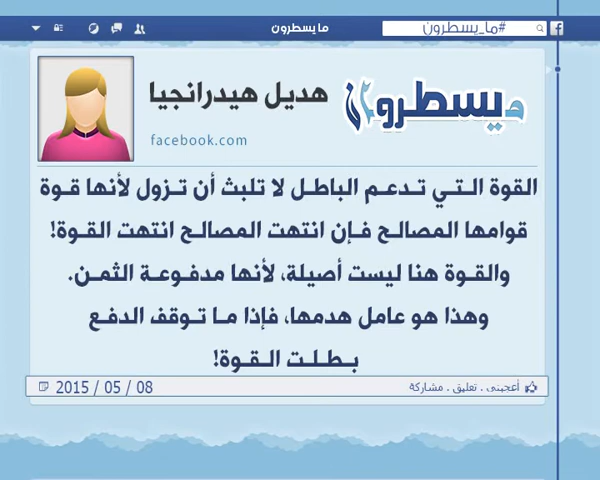 #ما_يسطرون
ما يسطرون
ما يسطرون
هديل هيدرانجيا
facebook.com
القوة التي تدعم الباطل لا تلبث أن تزول لأنها قوة
قوامها المصالح فإن انتهت المصالح انتهت القوة!
والقوة هنا ليست أصيلة، لأنها مدفوعة الثمن.
وهذا هو عامل هدمها، فإذا ما توقف الدفع
بطلت القوة!
أعجبنى . تعليق . مشاركة
2015 / 05 / 08